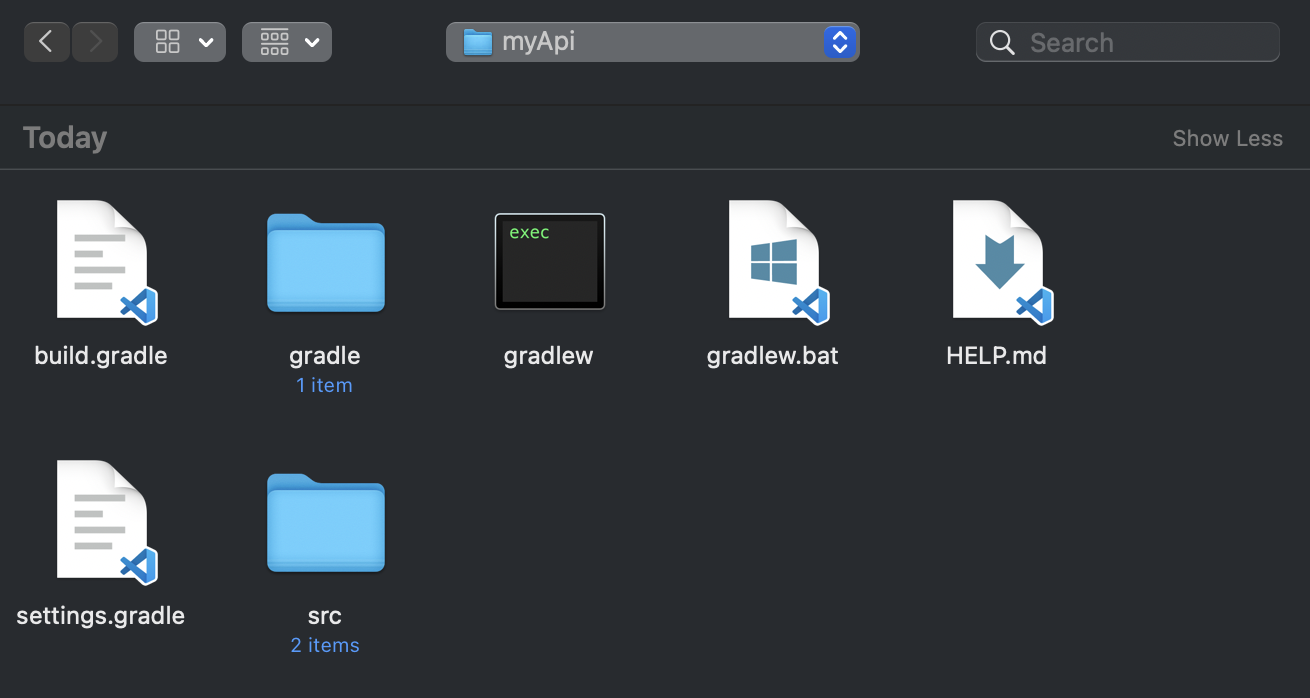 myApi
Search
Today
Show Less
exec
build.gradle
gradle
1 item
gradlew
gradlew.bat
HELP.md
settings.gradle
src
2 items